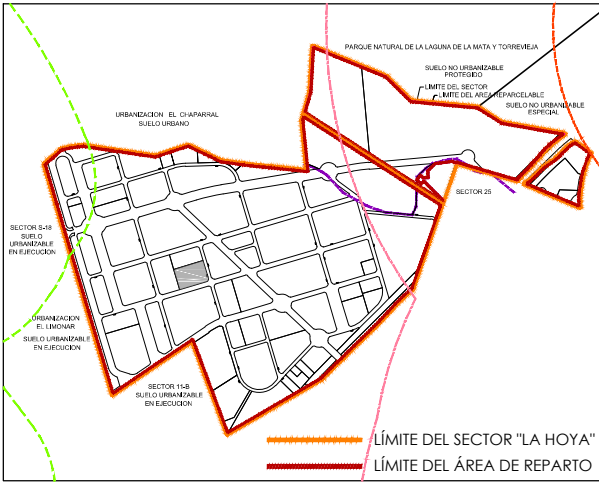 PARQUE NATURAL DE LA LAGUNA DE LA MATA Y TORREVIEJA
SUELO NO URBANIZABLE
PROTEGIDO
LIMITE DEL SECTOR
LIMITE DEL AREA REPARCELABLE
SUELO NO URBANIZABLE
ESPECIAL
URBANIZACION EL CHAPARRAL
SUELO URBANO
SECTOR 25
SECTOR S-18
SUELO
URBANIZABLE
EN EJECUCION
URBANIZACION
EL LIMONAR
SUELO URBANIZABLE
EN EJECUCION
SECTOR 11-B
SUELO URBANIZABLE
EN EJECUCION
LÍMITE DEL SECTOR "LA HOYA"
LÍMITE DEL ÁREA DE REPARTO